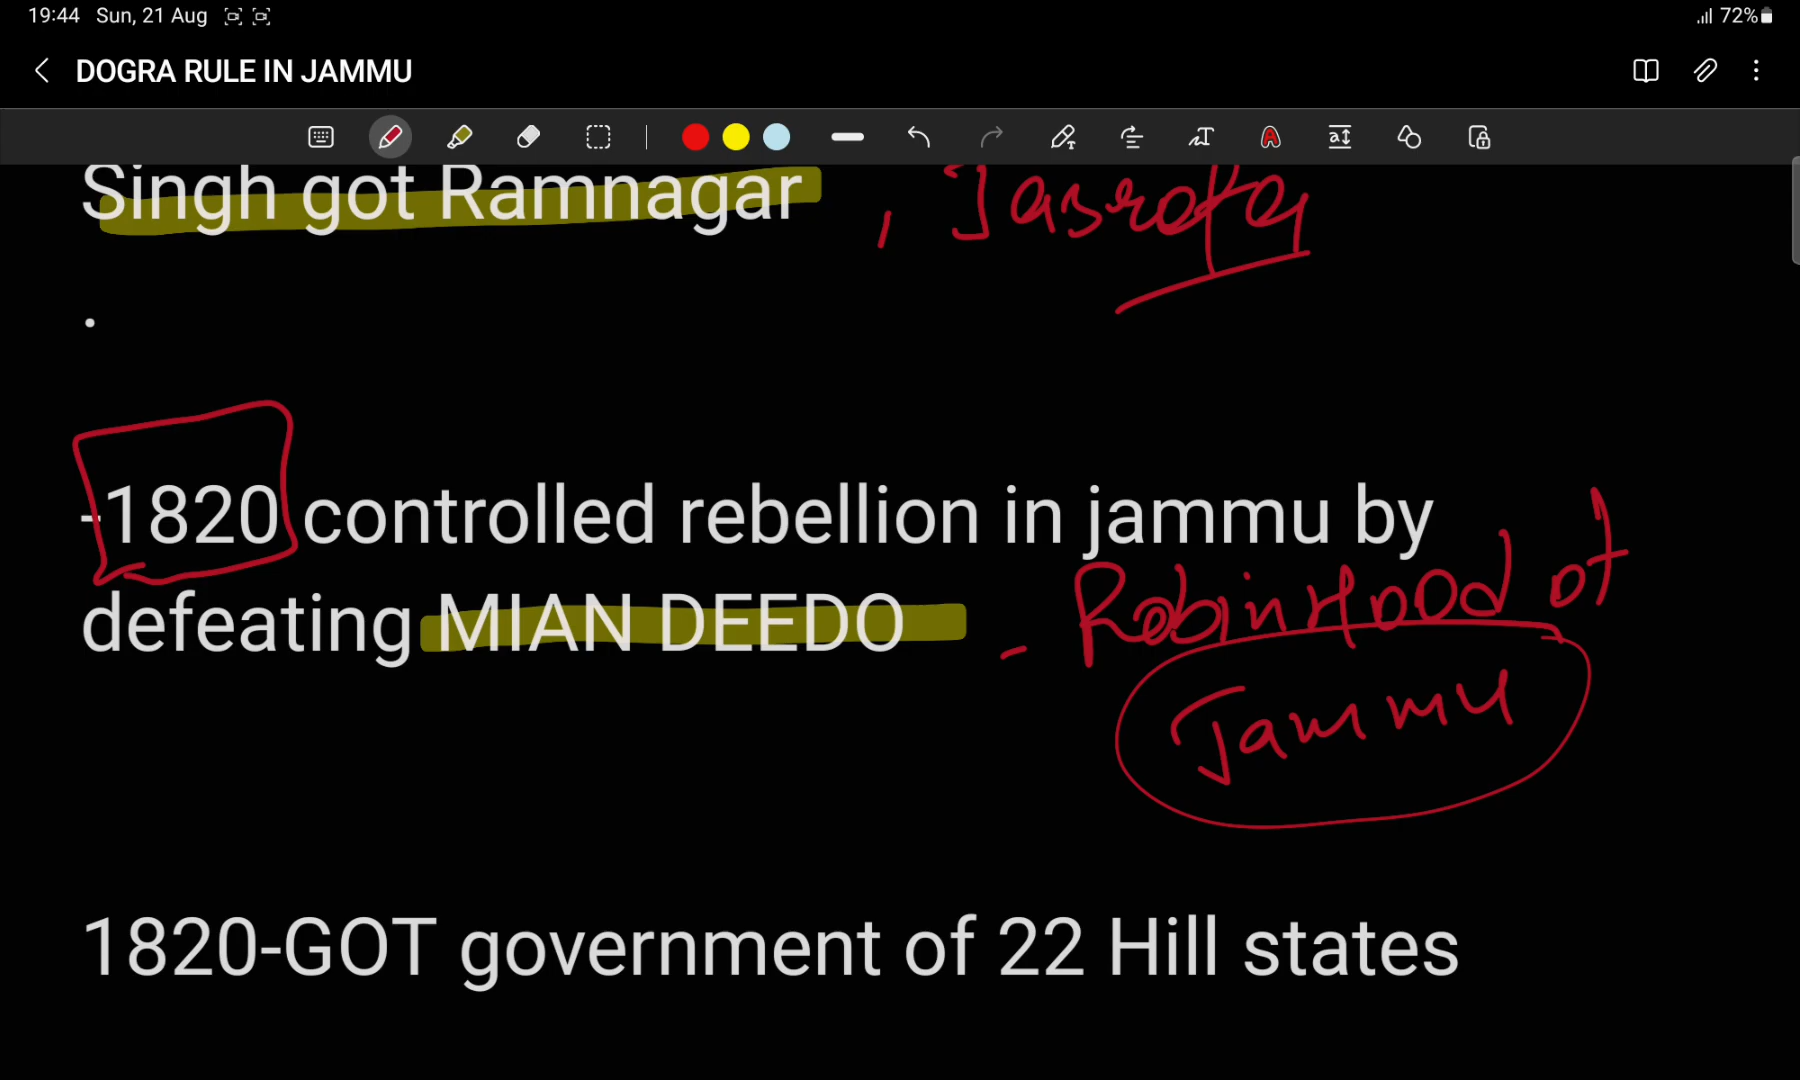 19:44 Sun, 21 Aug 72%
DOGRA RULE IN JAMMU
Singh got Ramnagar , Jasrota
.
-1820 controlled rebellion in jammu by
defeating MIAN DEEDO - RobinHood of
Jammu
1820-GOT government of 22 Hill states